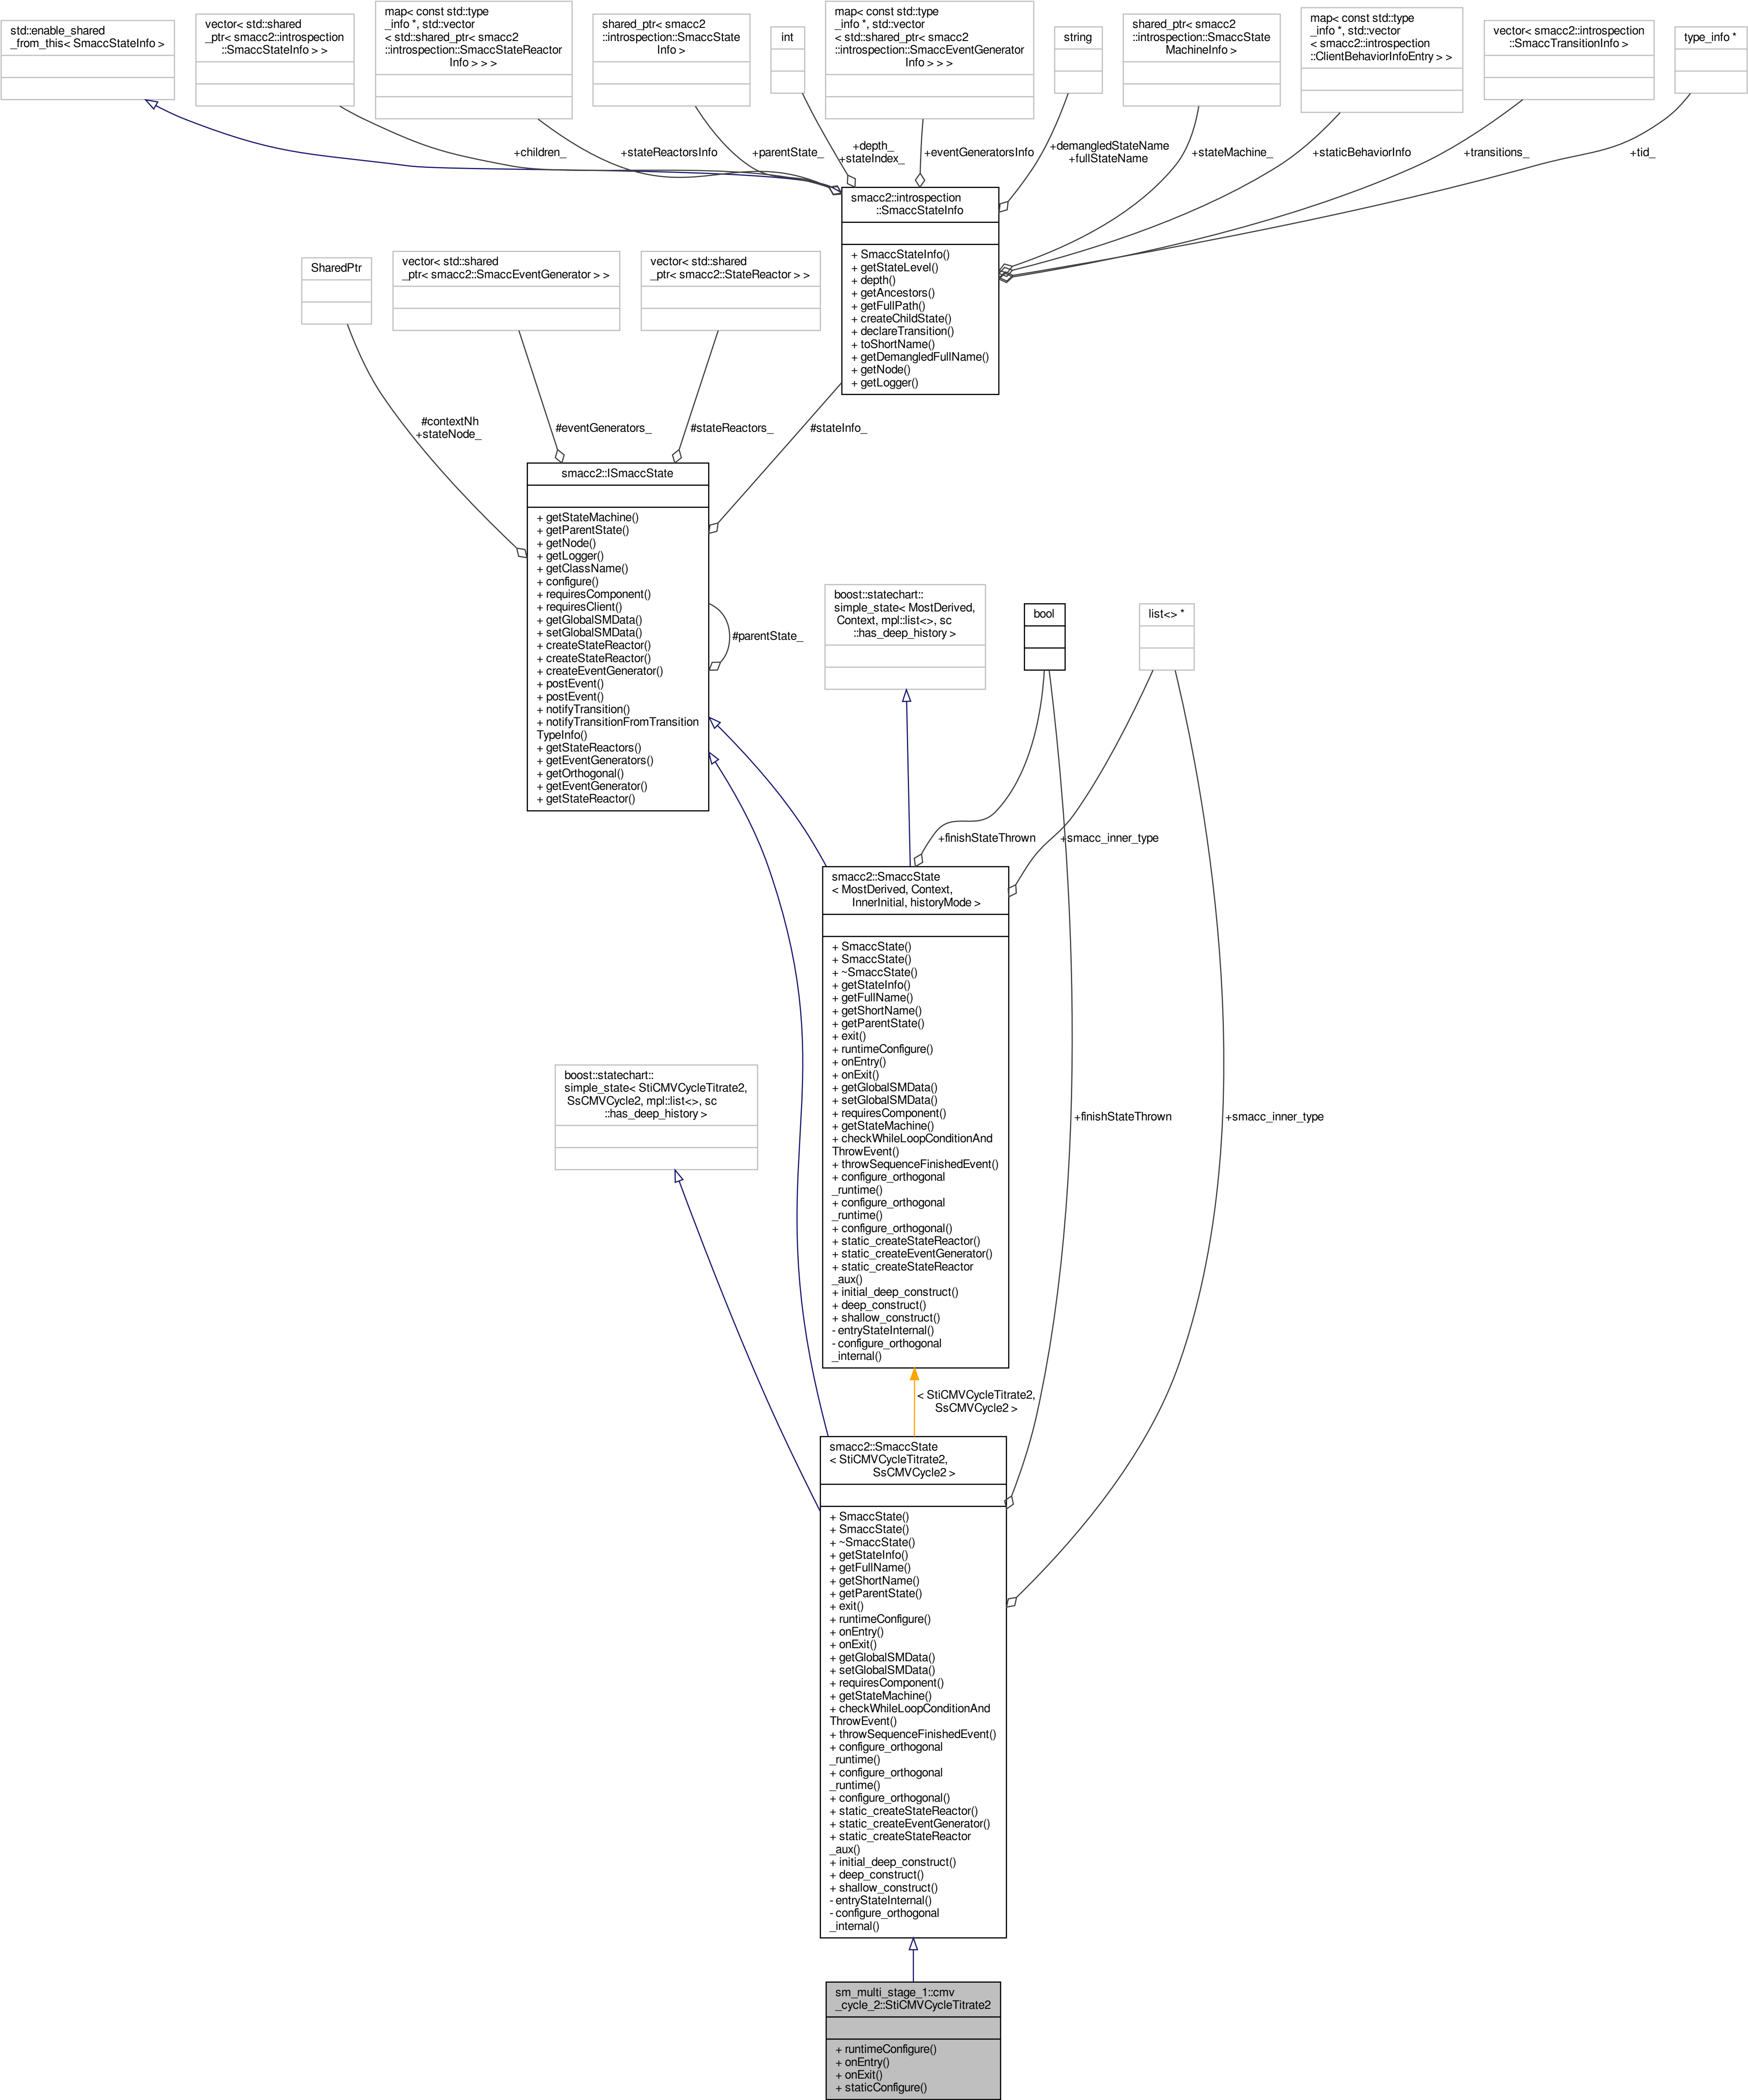 std::enable_shared
_from_this< SmaccStateInfo >
vector< std::shared
_ptr< smacc2::introspection
::SmaccStateInfo > >
map< const std::type
_info *, std::vector
< std::shared_ptr< smacc2
::introspection::SmaccStateReactor
Info > > >
shared_ptr< smacc2
::introspection::SmaccState
Info >
int
map< const std::type
_info *, std::vector
< std::shared_ptr< smacc2
::introspection::SmaccEventGenerator
Info > > >
string
shared_ptr< smacc2
::introspection::SmaccState
MachineInfo >
map< const std::type
_info *, std::vector
< smacc2::introspection
::ClientBehaviorInfoEntry > >
vector< smacc2::introspection
::SmaccTransitionInfo >
type_info *
+children_
+stateReactorsInfo
+parentState_
+depth_
+stateIndex_
+eventGeneratorsInfo
+demangledStateName
+fullStateName
+stateMachine_
+staticBehaviorInfo
+transitions_
+tid_
smacc2::introspection
::SmaccStateInfo
+ SmaccStateInfo()
+ getStateLevel()
+ depth()
+ getAncestors()
+ getFullPath()
+ createChildState()
+ declareTransition()
+ toShortName()
+ getDemangledFullName()
+ getNode()
+ getLogger()
SharedPtr
vector< std::shared
_ptr< smacc2::SmaccEventGenerator > >
vector< std::shared
_ptr< smacc2::StateReactor > >
#contextNh
+stateNode_
#eventGenerators_
#stateReactors_
#stateInfo_
smacc2::ISmaccState
+ getStateMachine()
+ getParentState()
+ getNode()
+ getLogger()
+ getClassName()
+ configure()
+ requiresComponent()
+ requiresClient()
+ getGlobalSMData()
+ setGlobalSMData()
+ createStateReactor()
+ createStateReactor()
+ createEventGenerator()
+ postEvent()
+ postEvent()
+ notifyTransition()
+ notifyTransitionFromTransition
TypeInfo()
+ getStateReactors()
+ getEventGenerators()
+ getOrthogonal()
+ getEventGenerator()
+ getStateReactor()
#parentState_
boost::statechart::
simple_state< MostDerived,
Context, mpl::list<>, sc
::has_deep_history >
bool
list<> *
+finishStateThrown
+smacc_inner_type
smacc2::SmaccState
< MostDerived, Context,
InnerInitial, historyMode >
+ SmaccState()
+ SmaccState()
+ ~SmaccState()
+ getStateInfo()
+ getFullName()
+ getShortName()
+ getParentState()
+ exit()
+ runtimeConfigure()
+ onEntry()
+ onExit()
+ getGlobalSMData()
+ setGlobalSMData()
+ requiresComponent()
+ getStateMachine()
+ checkWhileLoopConditionAnd
ThrowEvent()
+ throwSequenceFinishedEvent()
+ configure_orthogonal
_runtime()
+ configure_orthogonal
_runtime()
+ configure_orthogonal()
+ static_createStateReactor()
+ static_createEventGenerator()
+ static_createStateReactor
_aux()
+ initial_deep_construct()
+ deep_construct()
+ shallow_construct()
- entryStateInternal()
- configure_orthogonal
_internal()
boost::statechart::
simple_state< StiCMVCycleTitrate2,
SsCMVCycle2, mpl::list<>, sc
::has_deep_history >
+finishStateThrown
+smacc_inner_type
< StiCMVCycleTitrate2,
SsCMVCycle2 >
smacc2::SmaccState
< StiCMVCycleTitrate2,
SsCMVCycle2 >
+ SmaccState()
+ SmaccState()
+ ~SmaccState()
+ getStateInfo()
+ getFullName()
+ getShortName()
+ getParentState()
+ exit()
+ runtimeConfigure()
+ onEntry()
+ onExit()
+ getGlobalSMData()
+ setGlobalSMData()
+ requiresComponent()
+ getStateMachine()
+ checkWhileLoopConditionAnd
ThrowEvent()
+ throwSequenceFinishedEvent()
+ configure_orthogonal
_runtime()
+ configure_orthogonal
_runtime()
+ configure_orthogonal()
+ static_createStateReactor()
+ static_createEventGenerator()
+ static_createStateReactor
_aux()
+ initial_deep_construct()
+ deep_construct()
+ shallow_construct()
- entryStateInternal()
- configure_orthogonal
_internal()
sm_multi_stage_1::cmv
_cycle_2::StiCMVCycleTitrate2
+ runtimeConfigure()
+ onEntry()
+ onExit()
+ staticConfigure()